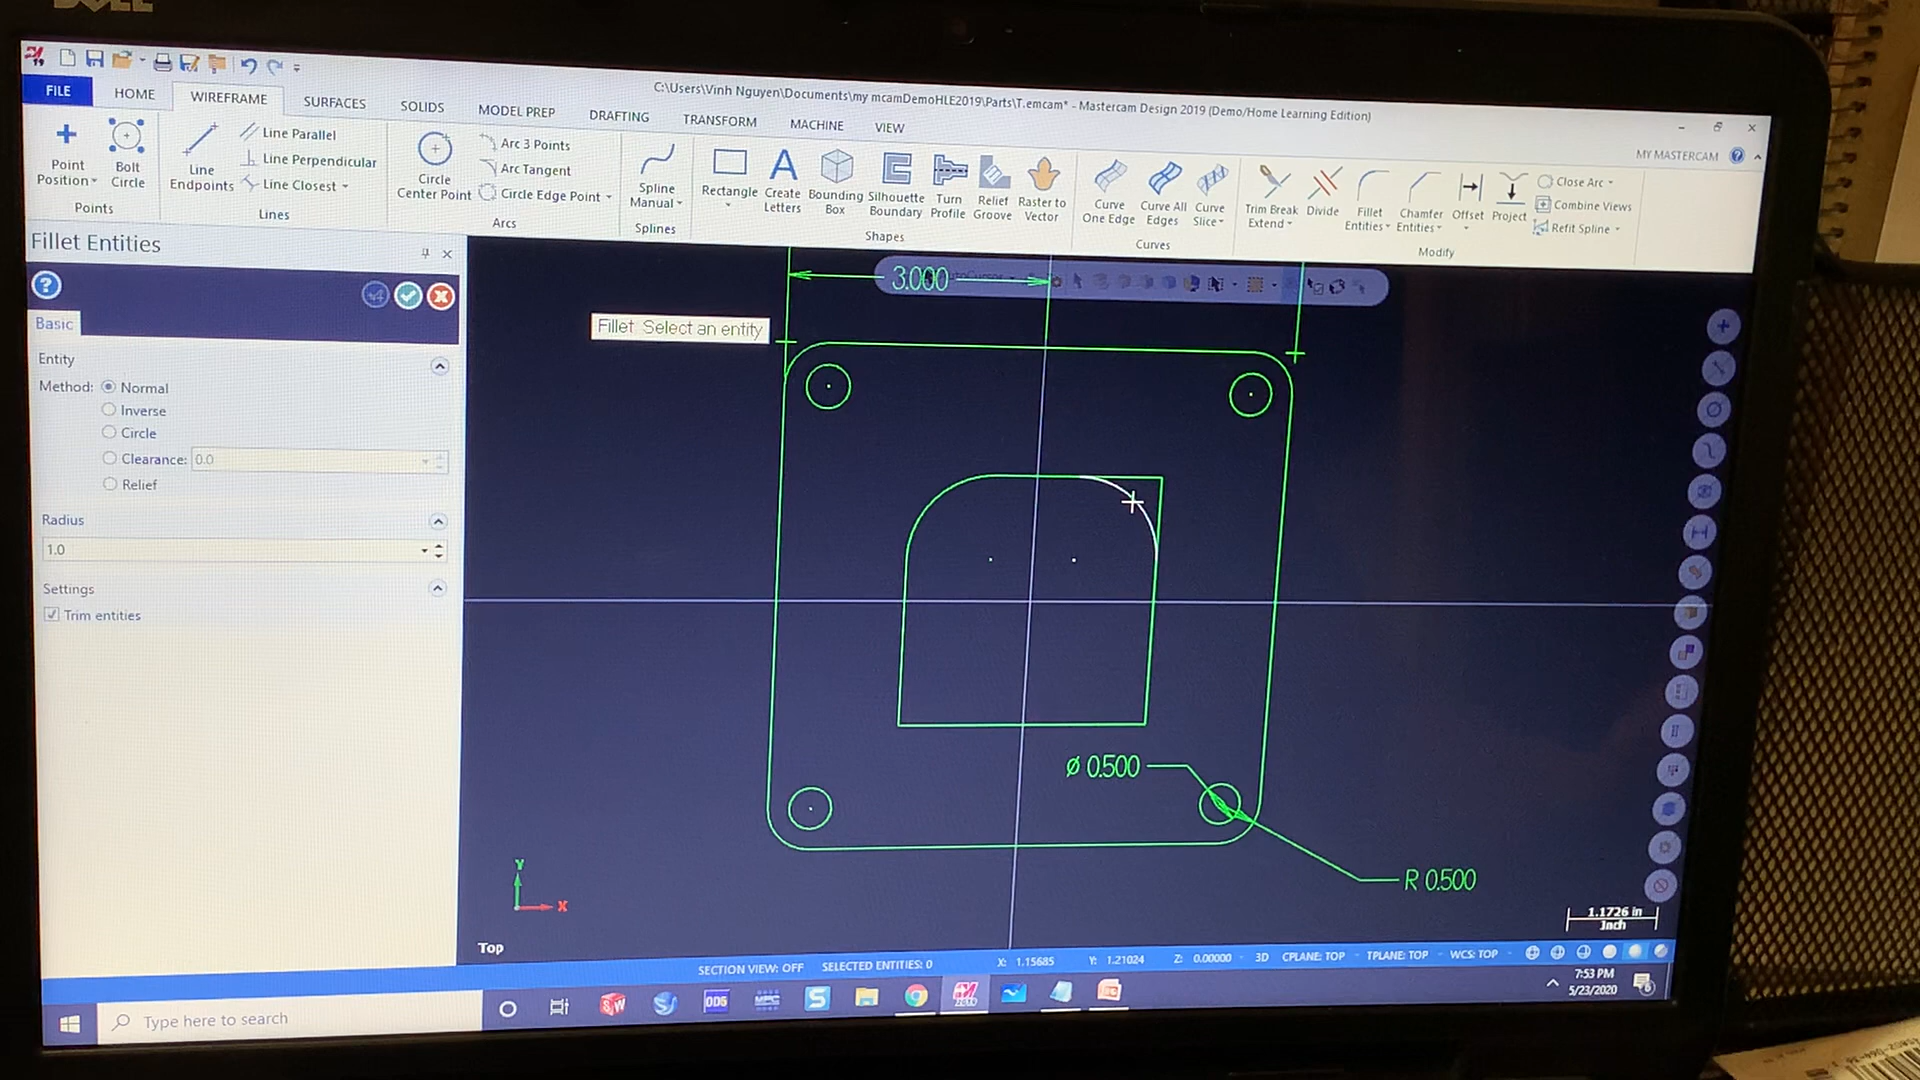 DELL
C:\Users\Vinh Nguyen\Documents\my mcamDemoHLE2019\Parts\T.emcam* - Mastercam Design 2019 (Demo/Home Learning Edition)
FILE HOME WIREFRAME SURFACES SOLIDS MODEL PREP DRAFTING TRANSFORM MACHINE VIEW
MY MASTERCAM
Point Position
Bolt Circle
Points
Line Endpoints
Line Parallel
Line Perpendicular
Line Closest
Lines
Circle Center Point
Arc 3 Points
Arc Tangent
Circle Edge Point
Arcs
Spline Manual
Splines
Rectangle
Create Letters
Bounding Box
Silhouette Boundary
Turn Profile
Relief Groove
Raster to Vector
Shapes
Curve One Edge
Curve All Edges
Curve Slice
Curves
Trim Break Extend
Divide
Fillet Entities
Chamfer Entities
Offset
Project
Close Arc
Combine Views
Refit Spline
Modify
Fillet Entities
Basic
Entity
Method: Normal
Inverse
Circle
Clearance: 0.0
Relief
Radius
1.0
Settings
Trim entities
3.000
Fillet Select an entity
Ø 0.500
R 0.500
Y
X
1.1726 in
Inch
Top
SECTION VIEW: OFF SELECTED ENTITIES: 0 X: 1.15685 Y: 1.21024 Z: 0.00000 3D CPLANE: TOP TPLANE: TOP WCS: TOP
Type here to search
7:53 PM
5/23/2020